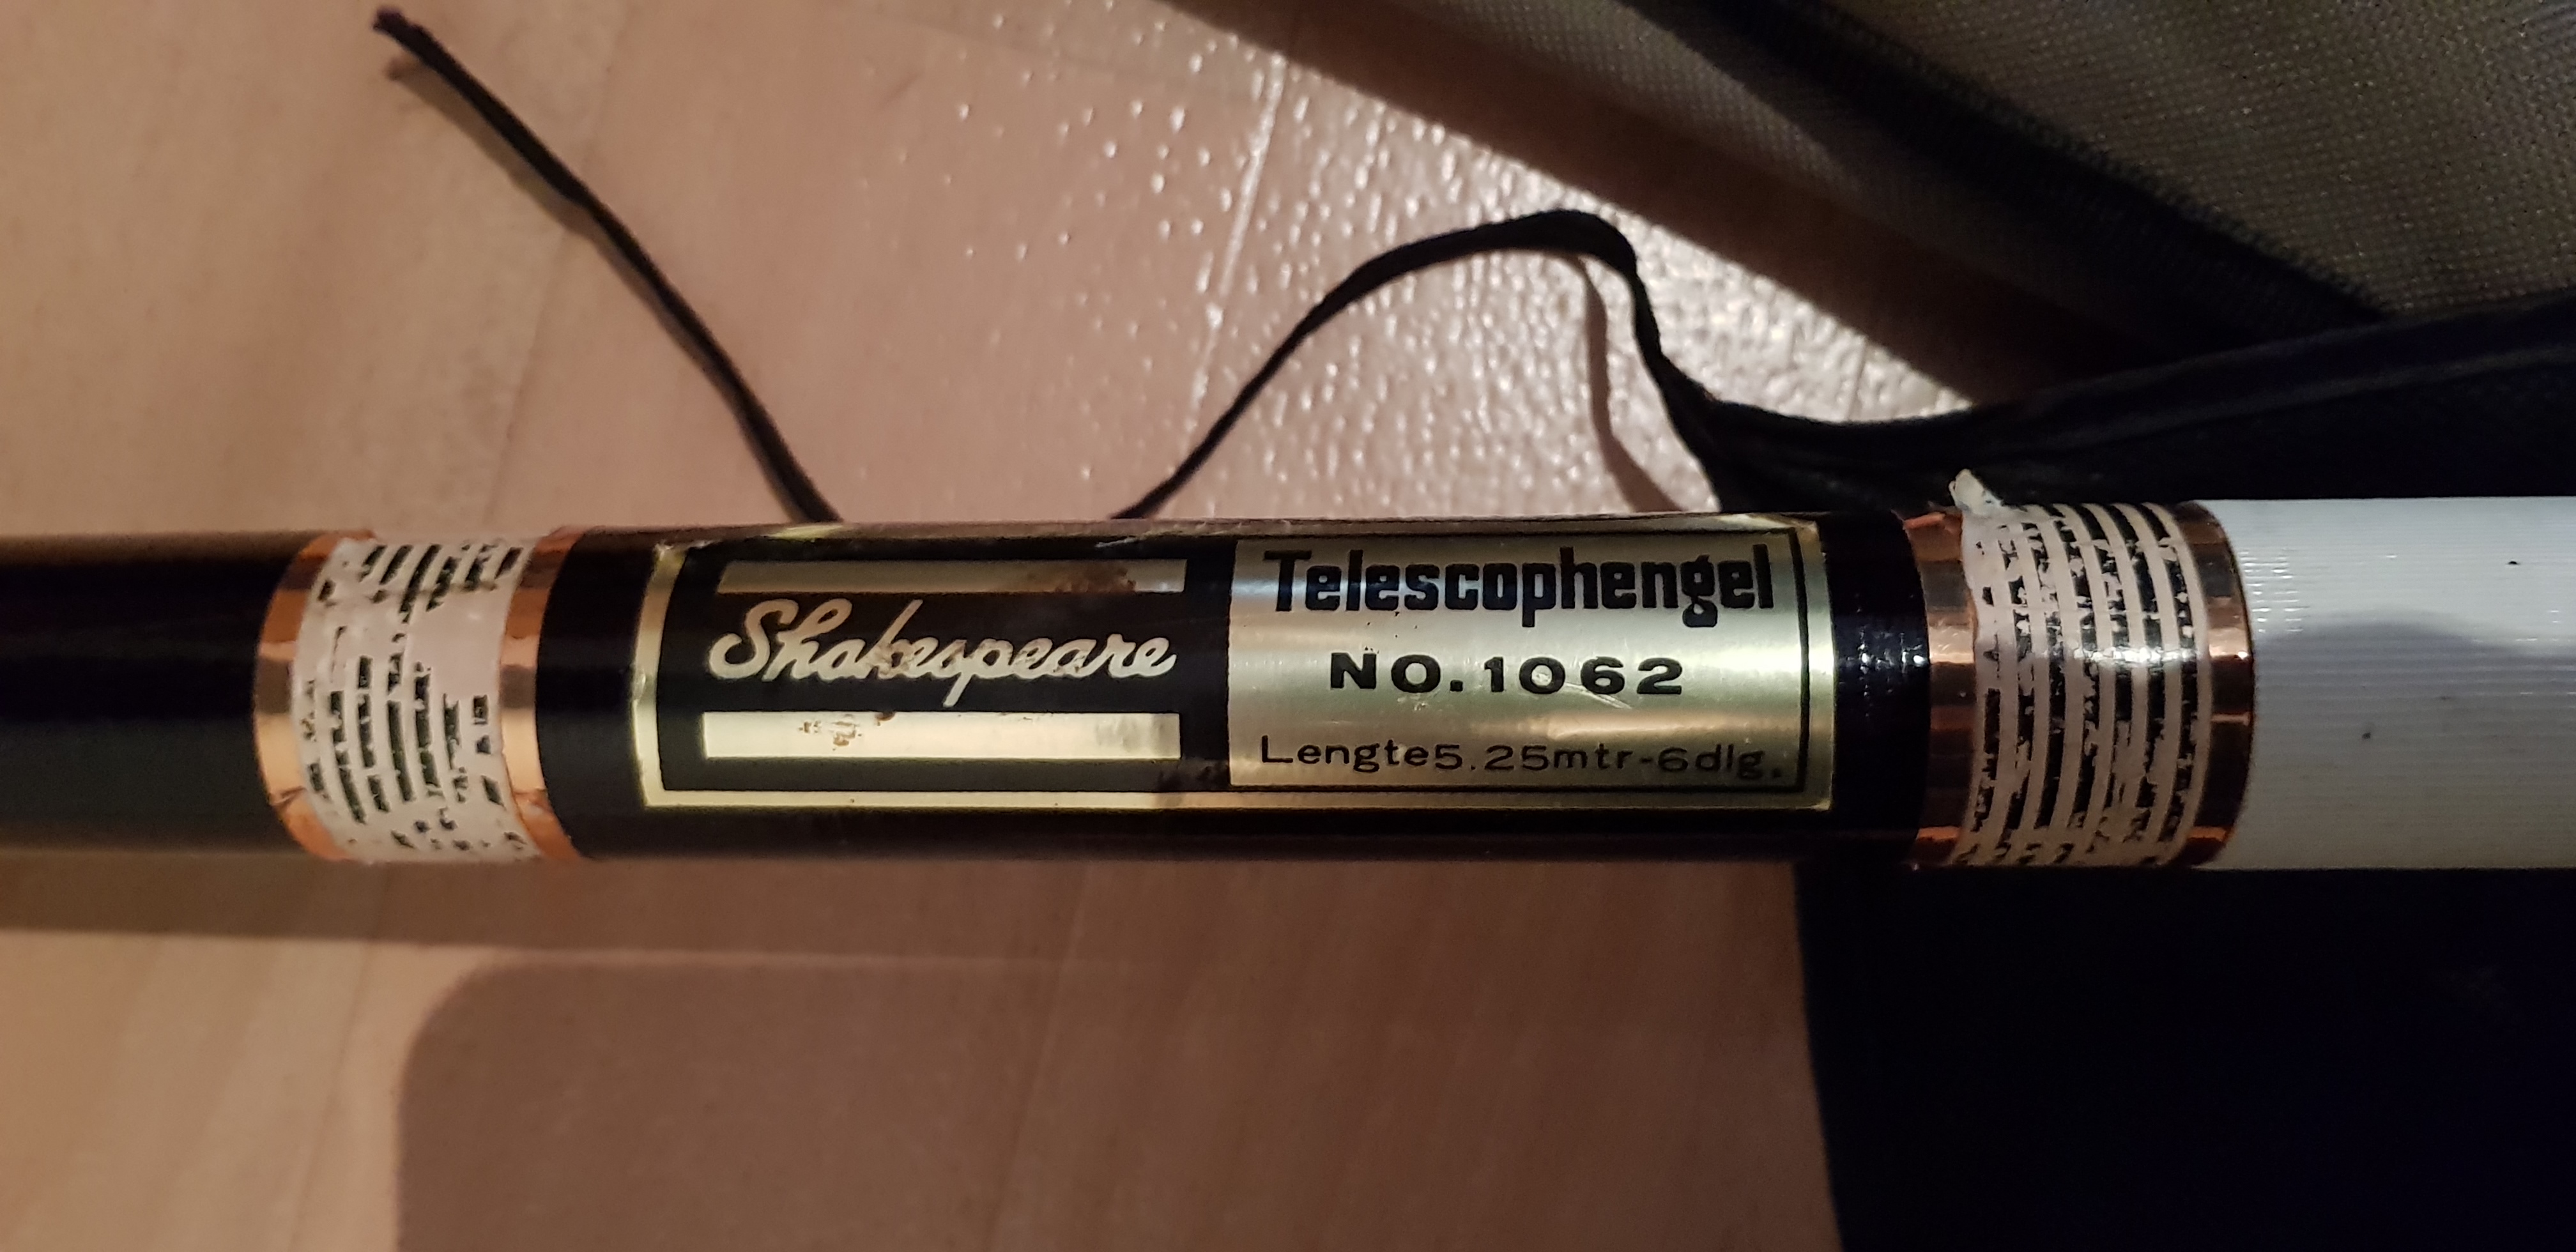 Shakespeare
Telescophengel
NO.1062
Lengte5.25mtr-6dlg.